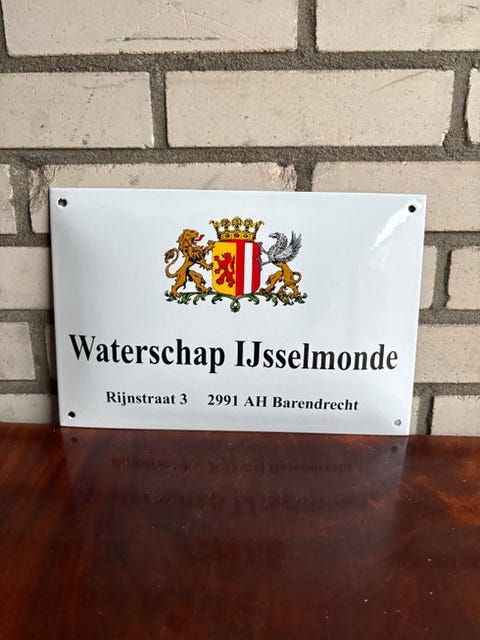 Waterschap IJsselmonde
Rijnstraat 3 2991 AH Barendrecht